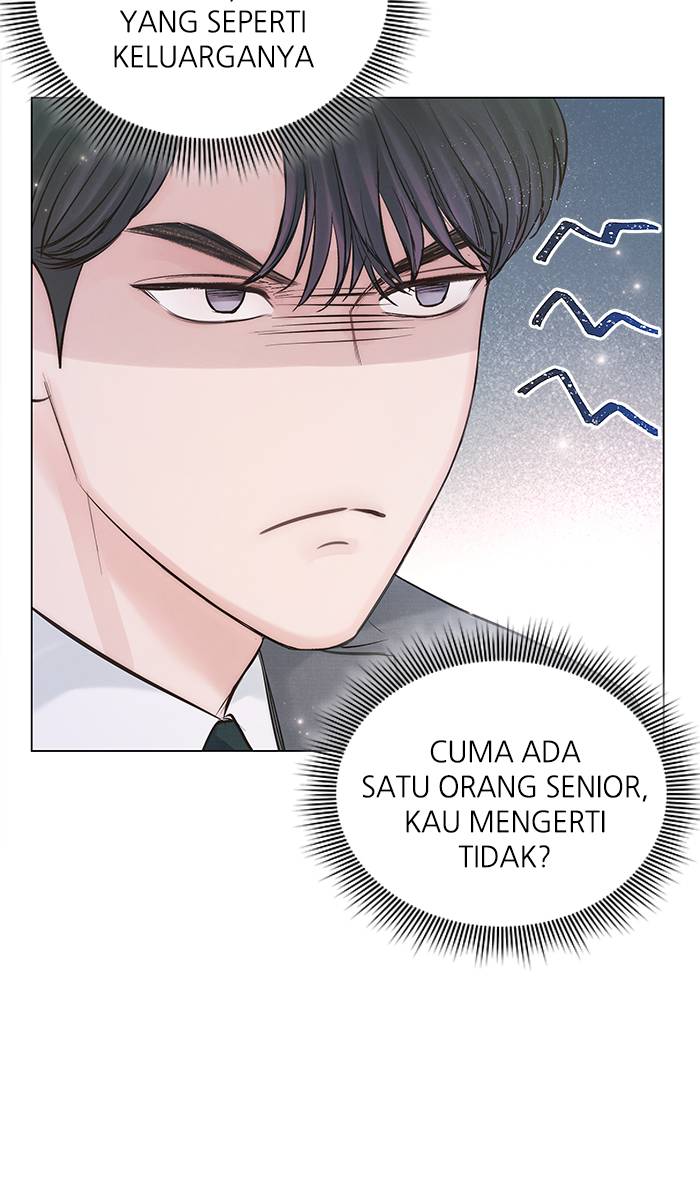 YANG SEPERTI
KELUARGANYA
CUMA ADA
SATU ORANG SENIOR,
KAU MENGERTI
TIDAK?